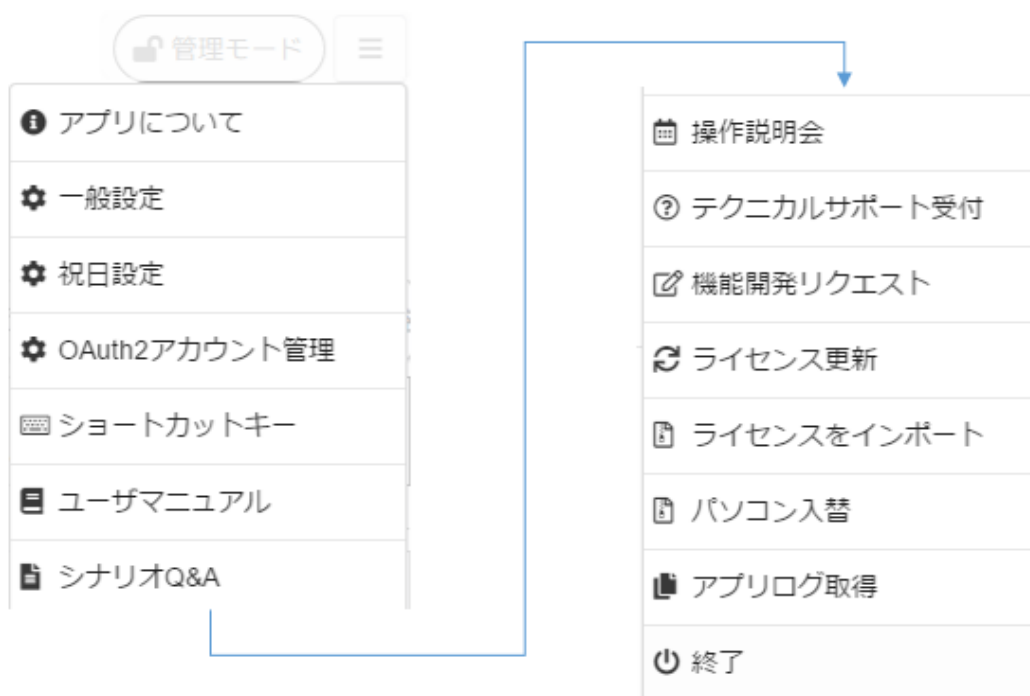 管理モード
アプリについて
一般設定
祝日設定
OAuth2アカウント管理
ショートカットキー
ユーザマニュアル
シナリオQ&A
操作説明会
テクニカルサポート受付
機能開発リクエスト
ライセンス更新
ライセンスをインポート
パソコン入替
アプリログ取得
終了